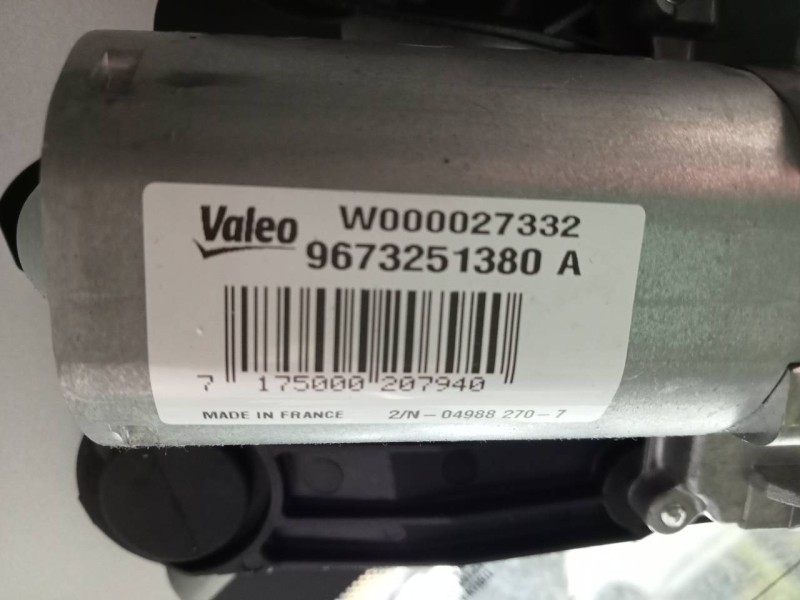 Valeo W000027332
9673251380 A
7 175000 207940
MADE IN FRANCE 2/N - 04988 270 - 7